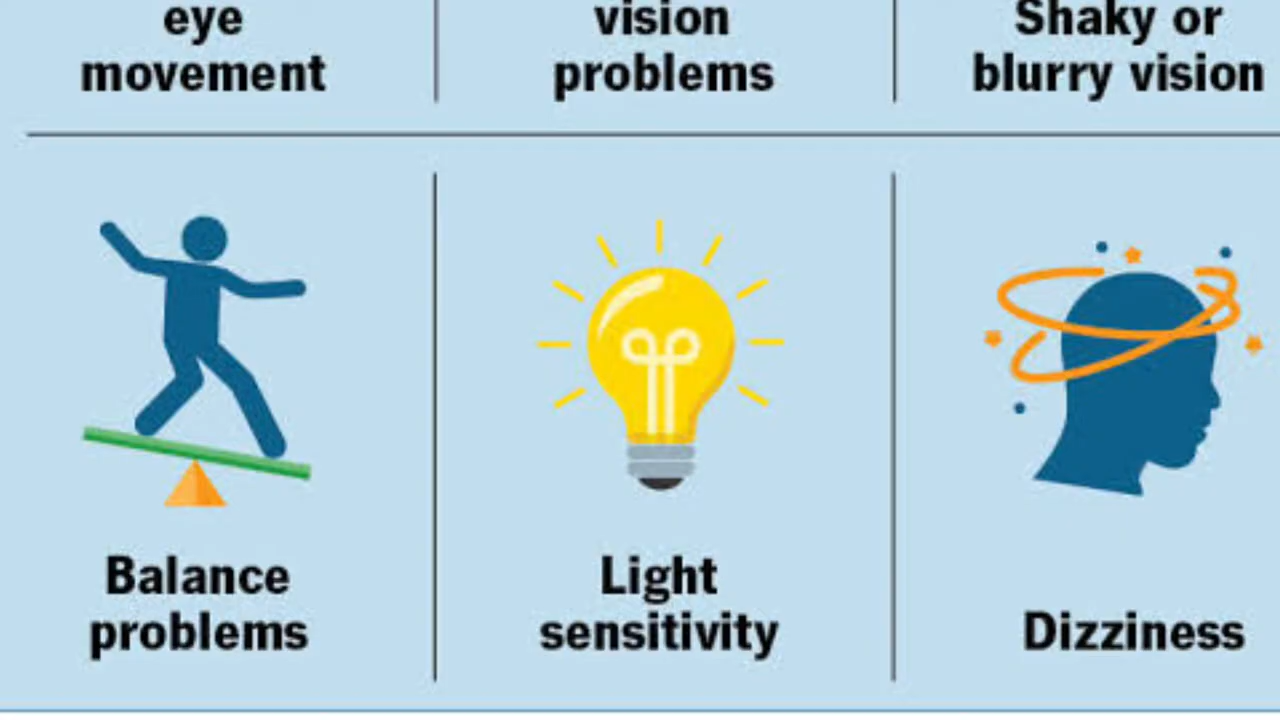 eye
movement
vision
problems
Shaky or
blurry vision
Balance
problems
Light
sensitivity
Dizziness